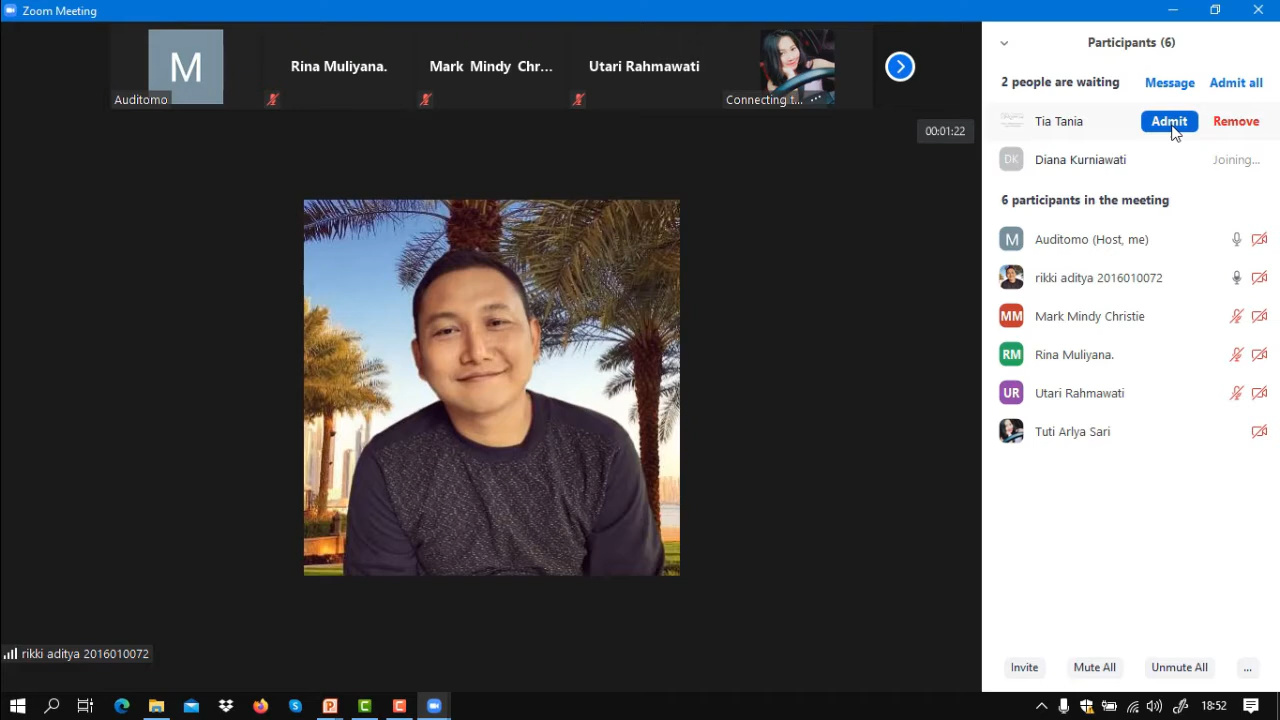 Zoom Meeting
M
Auditomo
Rina Muliyana.
Mark Mindy Chr...
Utari Rahmawati
Connecting t...
00:01:22
rikki aditya 2016010072
Participants (6)
2 people are waiting Message Admit all
Tia Tania Admit Remove
DK Diana Kurniawati Joining...
6 participants in the meeting
M Auditomo (Host, me)
rikki aditya 2016010072
MM Mark Mindy Christie
RM Rina Muliyana.
UR Utari Rahmawati
Tuti Arlya Sari
Invite Mute All Unmute All ...
18:52